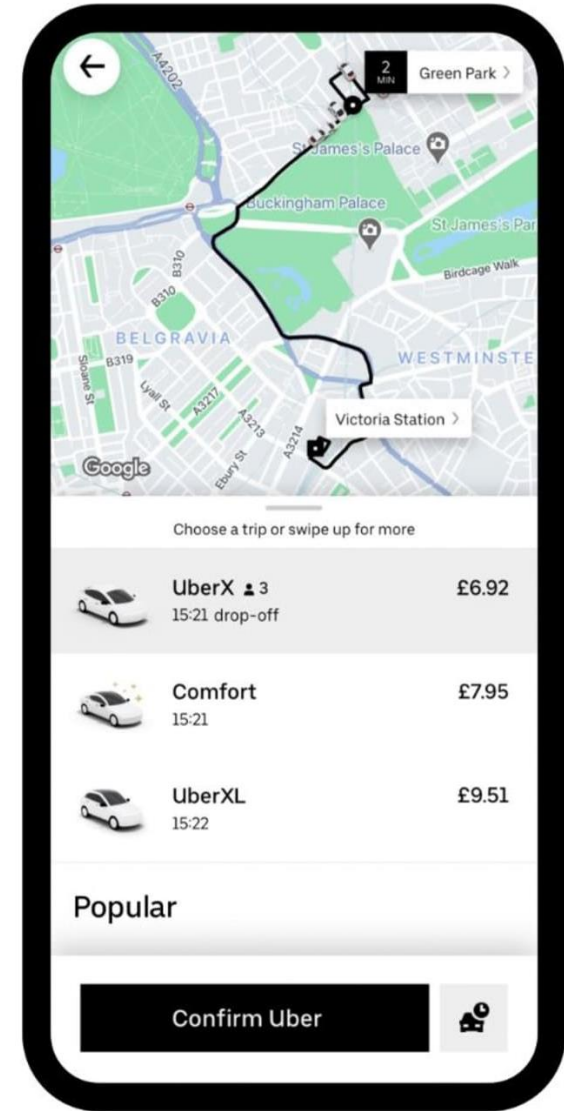 A4202
2
MIN
Green Park
St James's Palace
Buckingham Palace
St James's Par
B310
B310
Birdcage Walk
BELGRAVIA
WESTMINSTE
B319
Sloane St
Lyall St
A3217
A3213
A3214
Ebury St
Victoria Station
Google
Choose a trip or swipe up for more
UberX 3
£6.92
15:21 drop-off
Comfort
£7.95
15:21
UberXL
£9.51
15:22
Popular
Confirm Uber